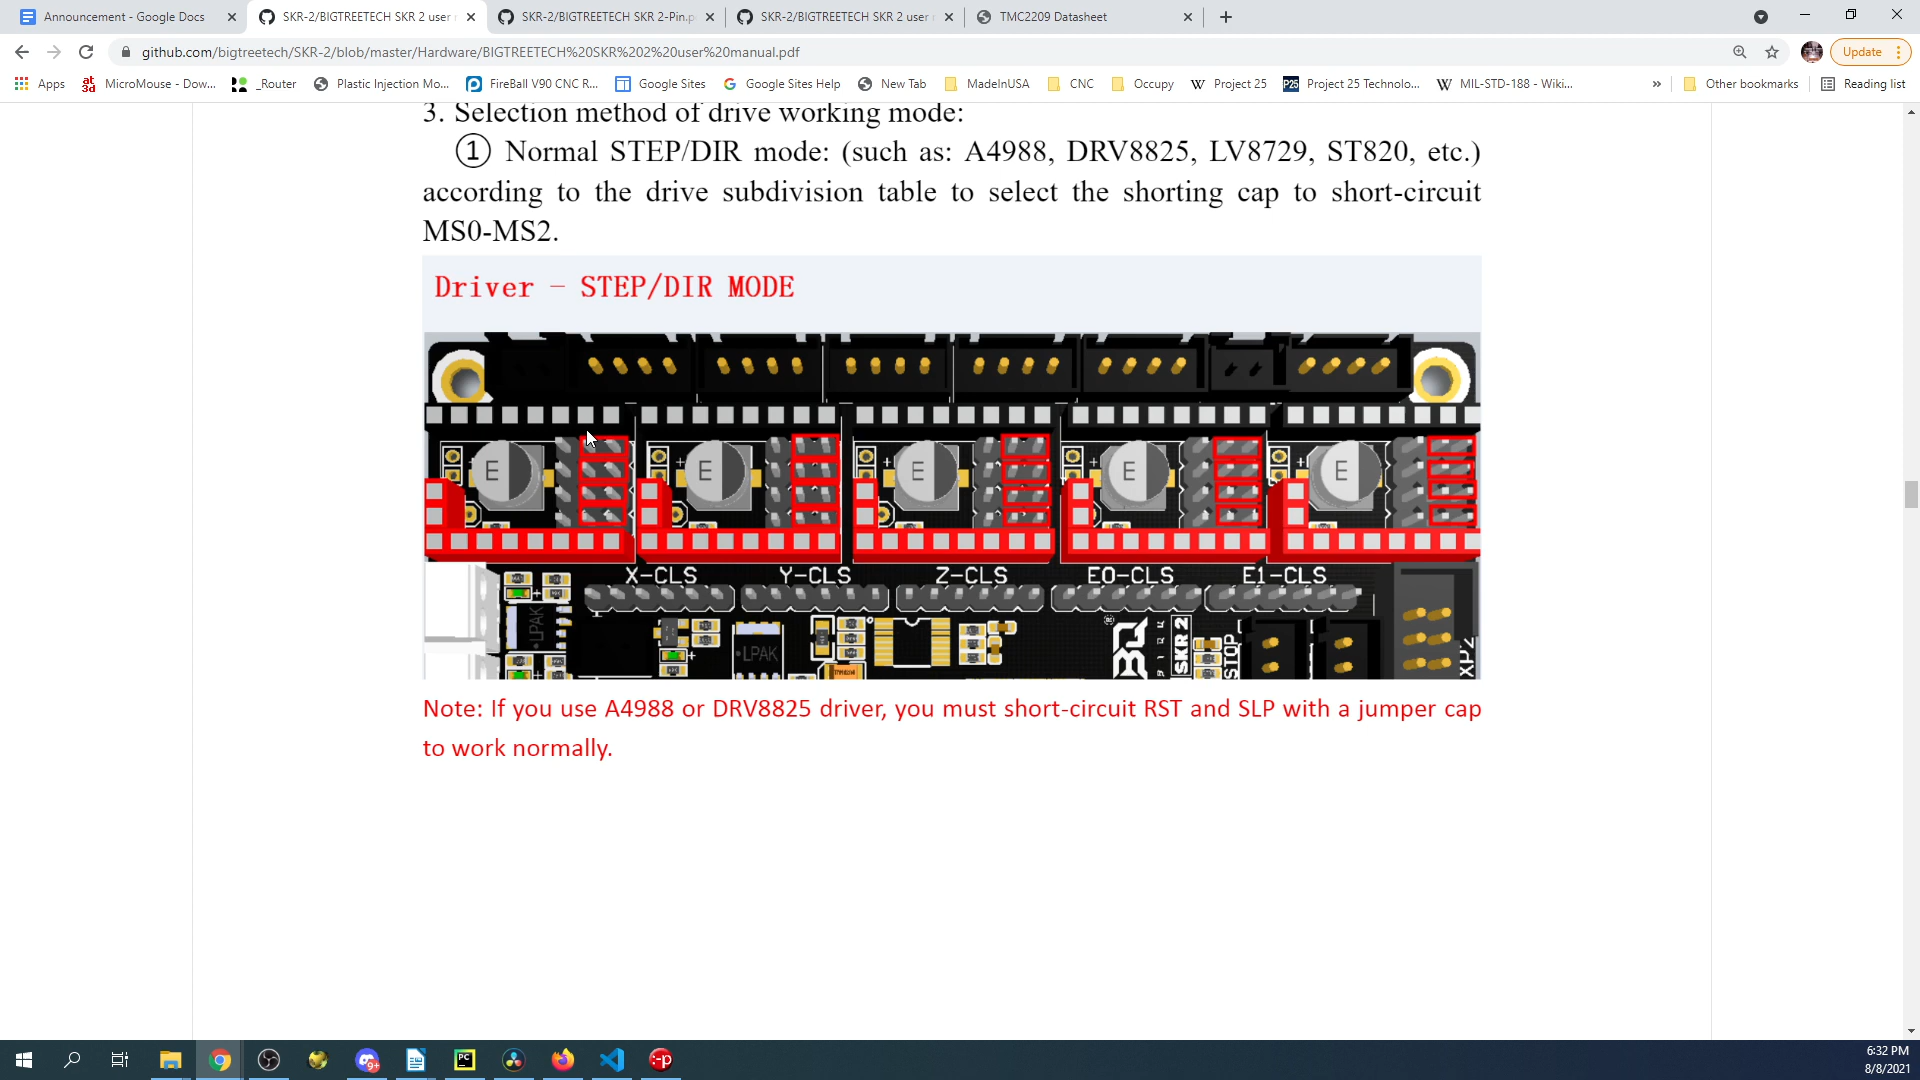 Announcement - Google Docs
SKR-2/BIGTREETECH SKR 2 user
SKR-2/BIGTREETECH SKR 2-Pin.p
SKR-2/BIGTREETECH SKR 2 user
TMC2209 Datasheet
github.com/bigtreetech/SKR-2/blob/master/Hardware/BIGTREETECH%20SKR%202%20user%20manual.pdf
Update
Apps
MicroMouse - Dow...
_Router
Plastic Injection Mo...
FireBall V90 CNC R...
Google Sites
Google Sites Help
New Tab
MadeInUSA
CNC
Occupy
Project 25
Project 25 Technolo...
MIL-STD-188 - Wiki...
Other bookmarks
Reading list
3. Selection method of drive working mode:
① Normal STEP/DIR mode: (such as: A4988, DRV8825, LV8729, ST820, etc.)
according to the drive subdivision table to select the shorting cap to short-circuit
MS0-MS2.
Driver - STEP/DIR MODE
E E E E E
X-CLS Y-CLS Z-CLS E0-CLS E1-CLS
LPAK
LPAK
SKR 2
STOP
XP2
Note: If you use A4988 or DRV8825 driver, you must short-circuit RST and SLP with a jumper cap
to work normally.
6:32 PM
8/8/2021